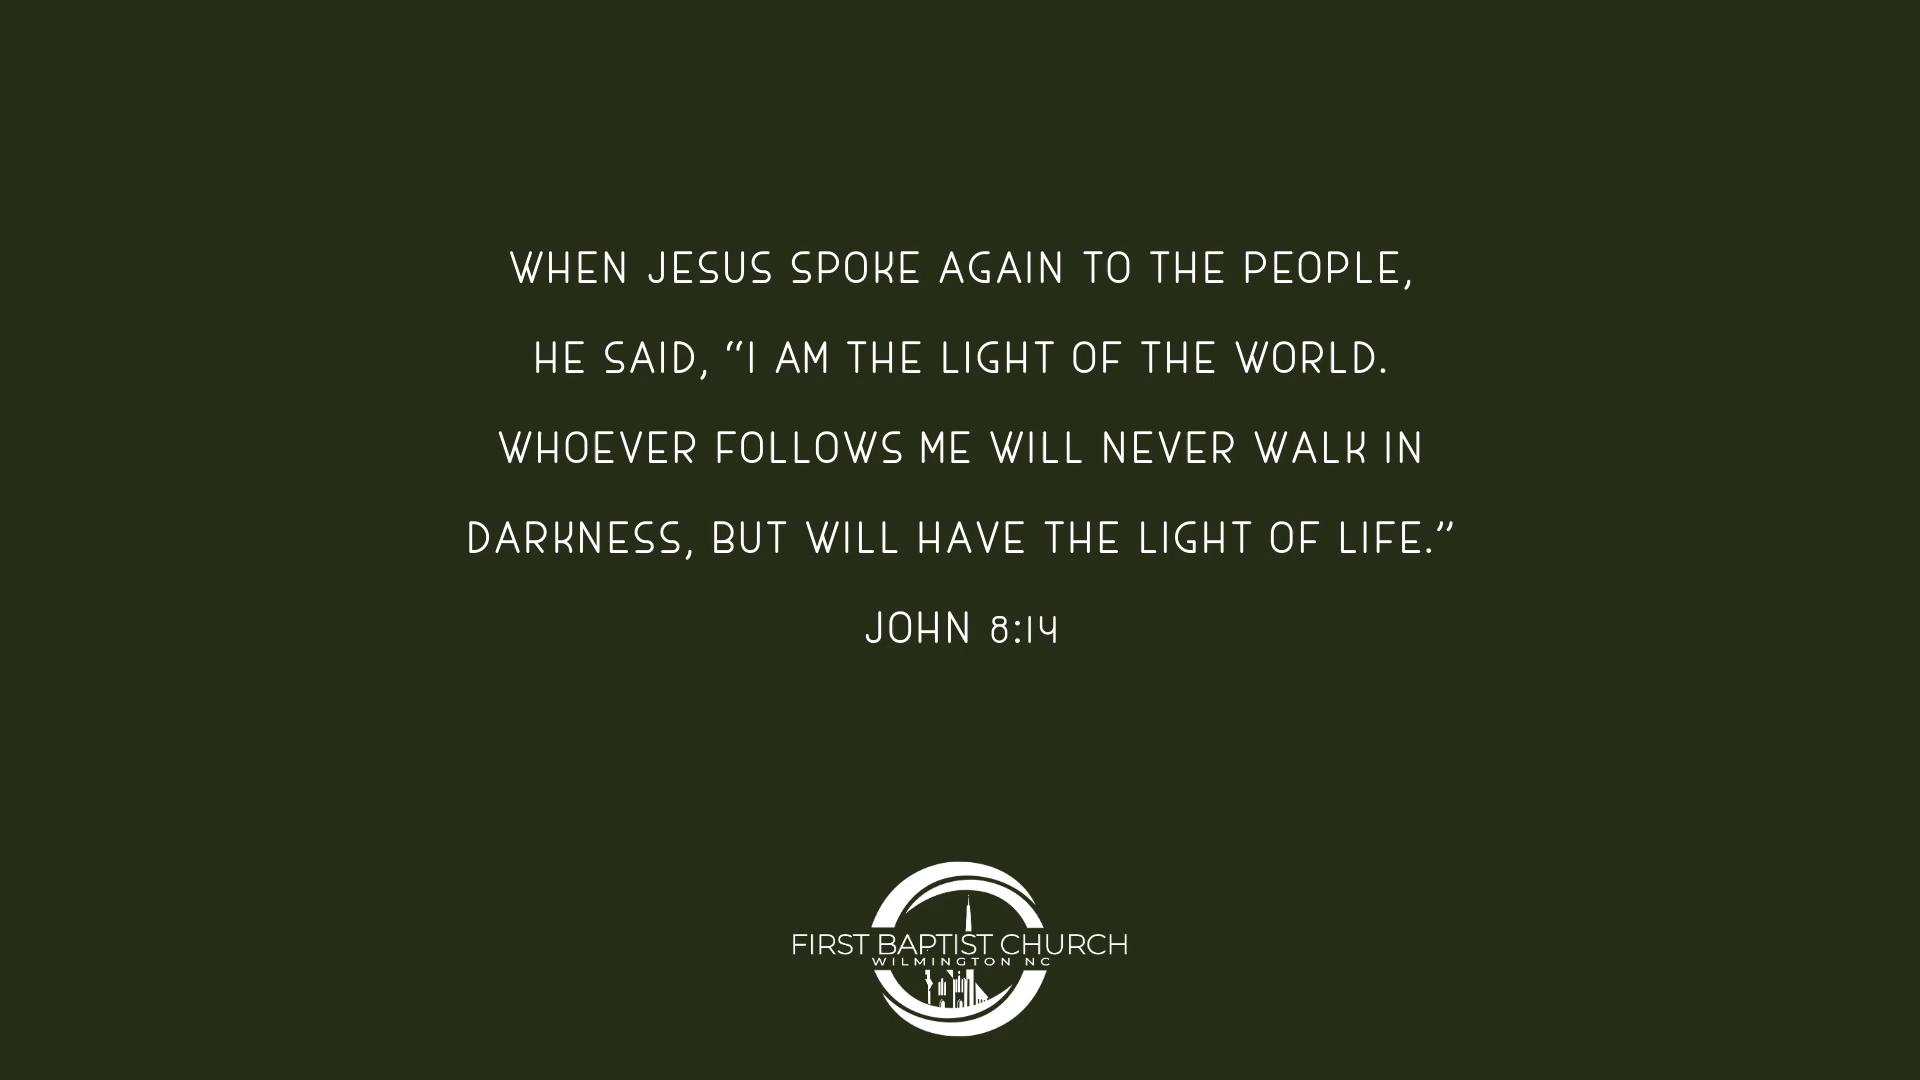 WHEN JESUS SPOKE AGAIN TO THE PEOPLE,
HE SAID, “I AM THE LIGHT OF THE WORLD.
WHOEVER FOLLOWS ME WILL NEVER WALK IN
DARKNESS, BUT WILL HAVE THE LIGHT OF LIFE.”
JOHN 8:14
FIRST BAPTIST CHURCH
WILMINGTON NC